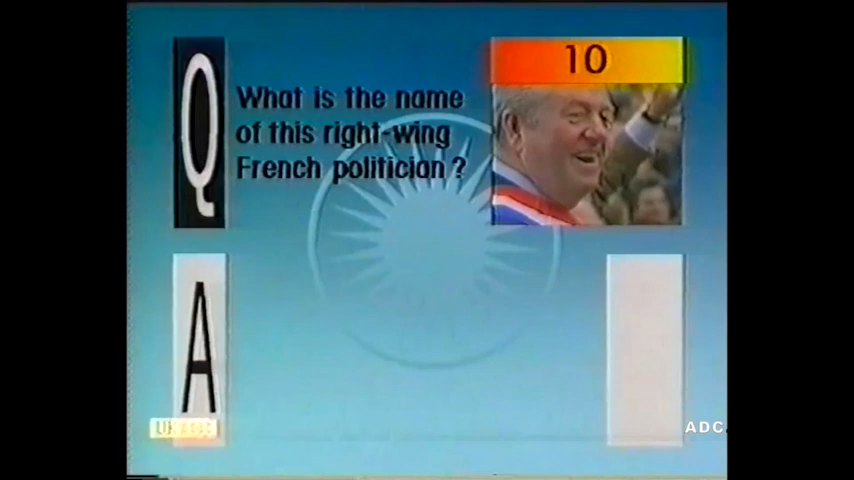 10
Q
What is the name
of this right-wing
French politician?
A
ADC